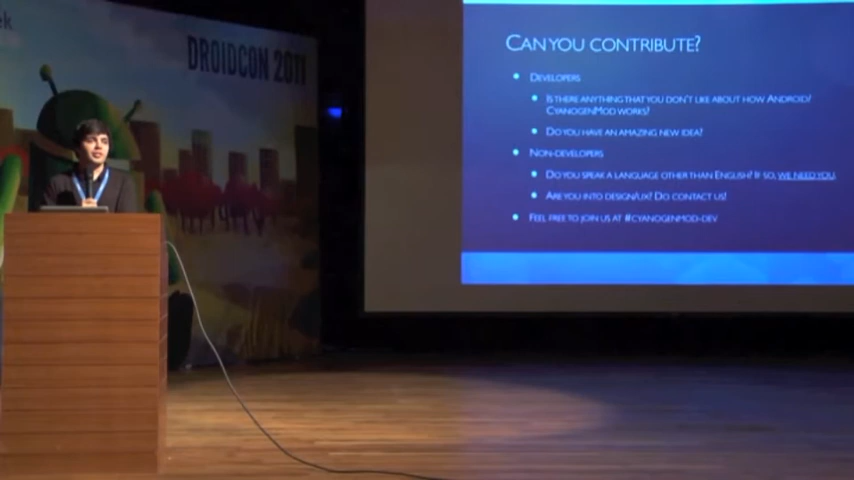 ek
DROIDCON 2011
CAN YOU CONTRIBUTE?
DEVELOPERS
IS THERE ANYTHING THAT YOU DON'T LIKE ABOUT HOW ANDROID/
CYANOGENMOD WORKS?
DO YOU HAVE AN AMAZING NEW IDEA?
NON-DEVELOPERS
DO YOU SPEAK A LANGUAGE OTHER THAN ENGLISH? IF SO, WE NEED YOU.
ARE YOU INTO DESIGN/UX? DO CONTACT US!
FEEL FREE TO JOIN US AT #CYANOGENMOD-DEV